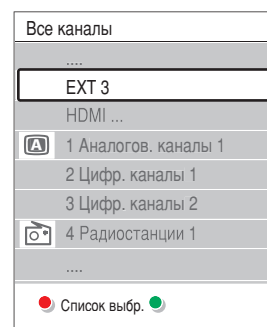 Все каналы
....
EXT 3
HDMI ...
A 1 Аналогов. каналы 1
2 Цифр. каналы 1
3 Цифр. каналы 2
4 Радиостанции 1
....
Список выбр.